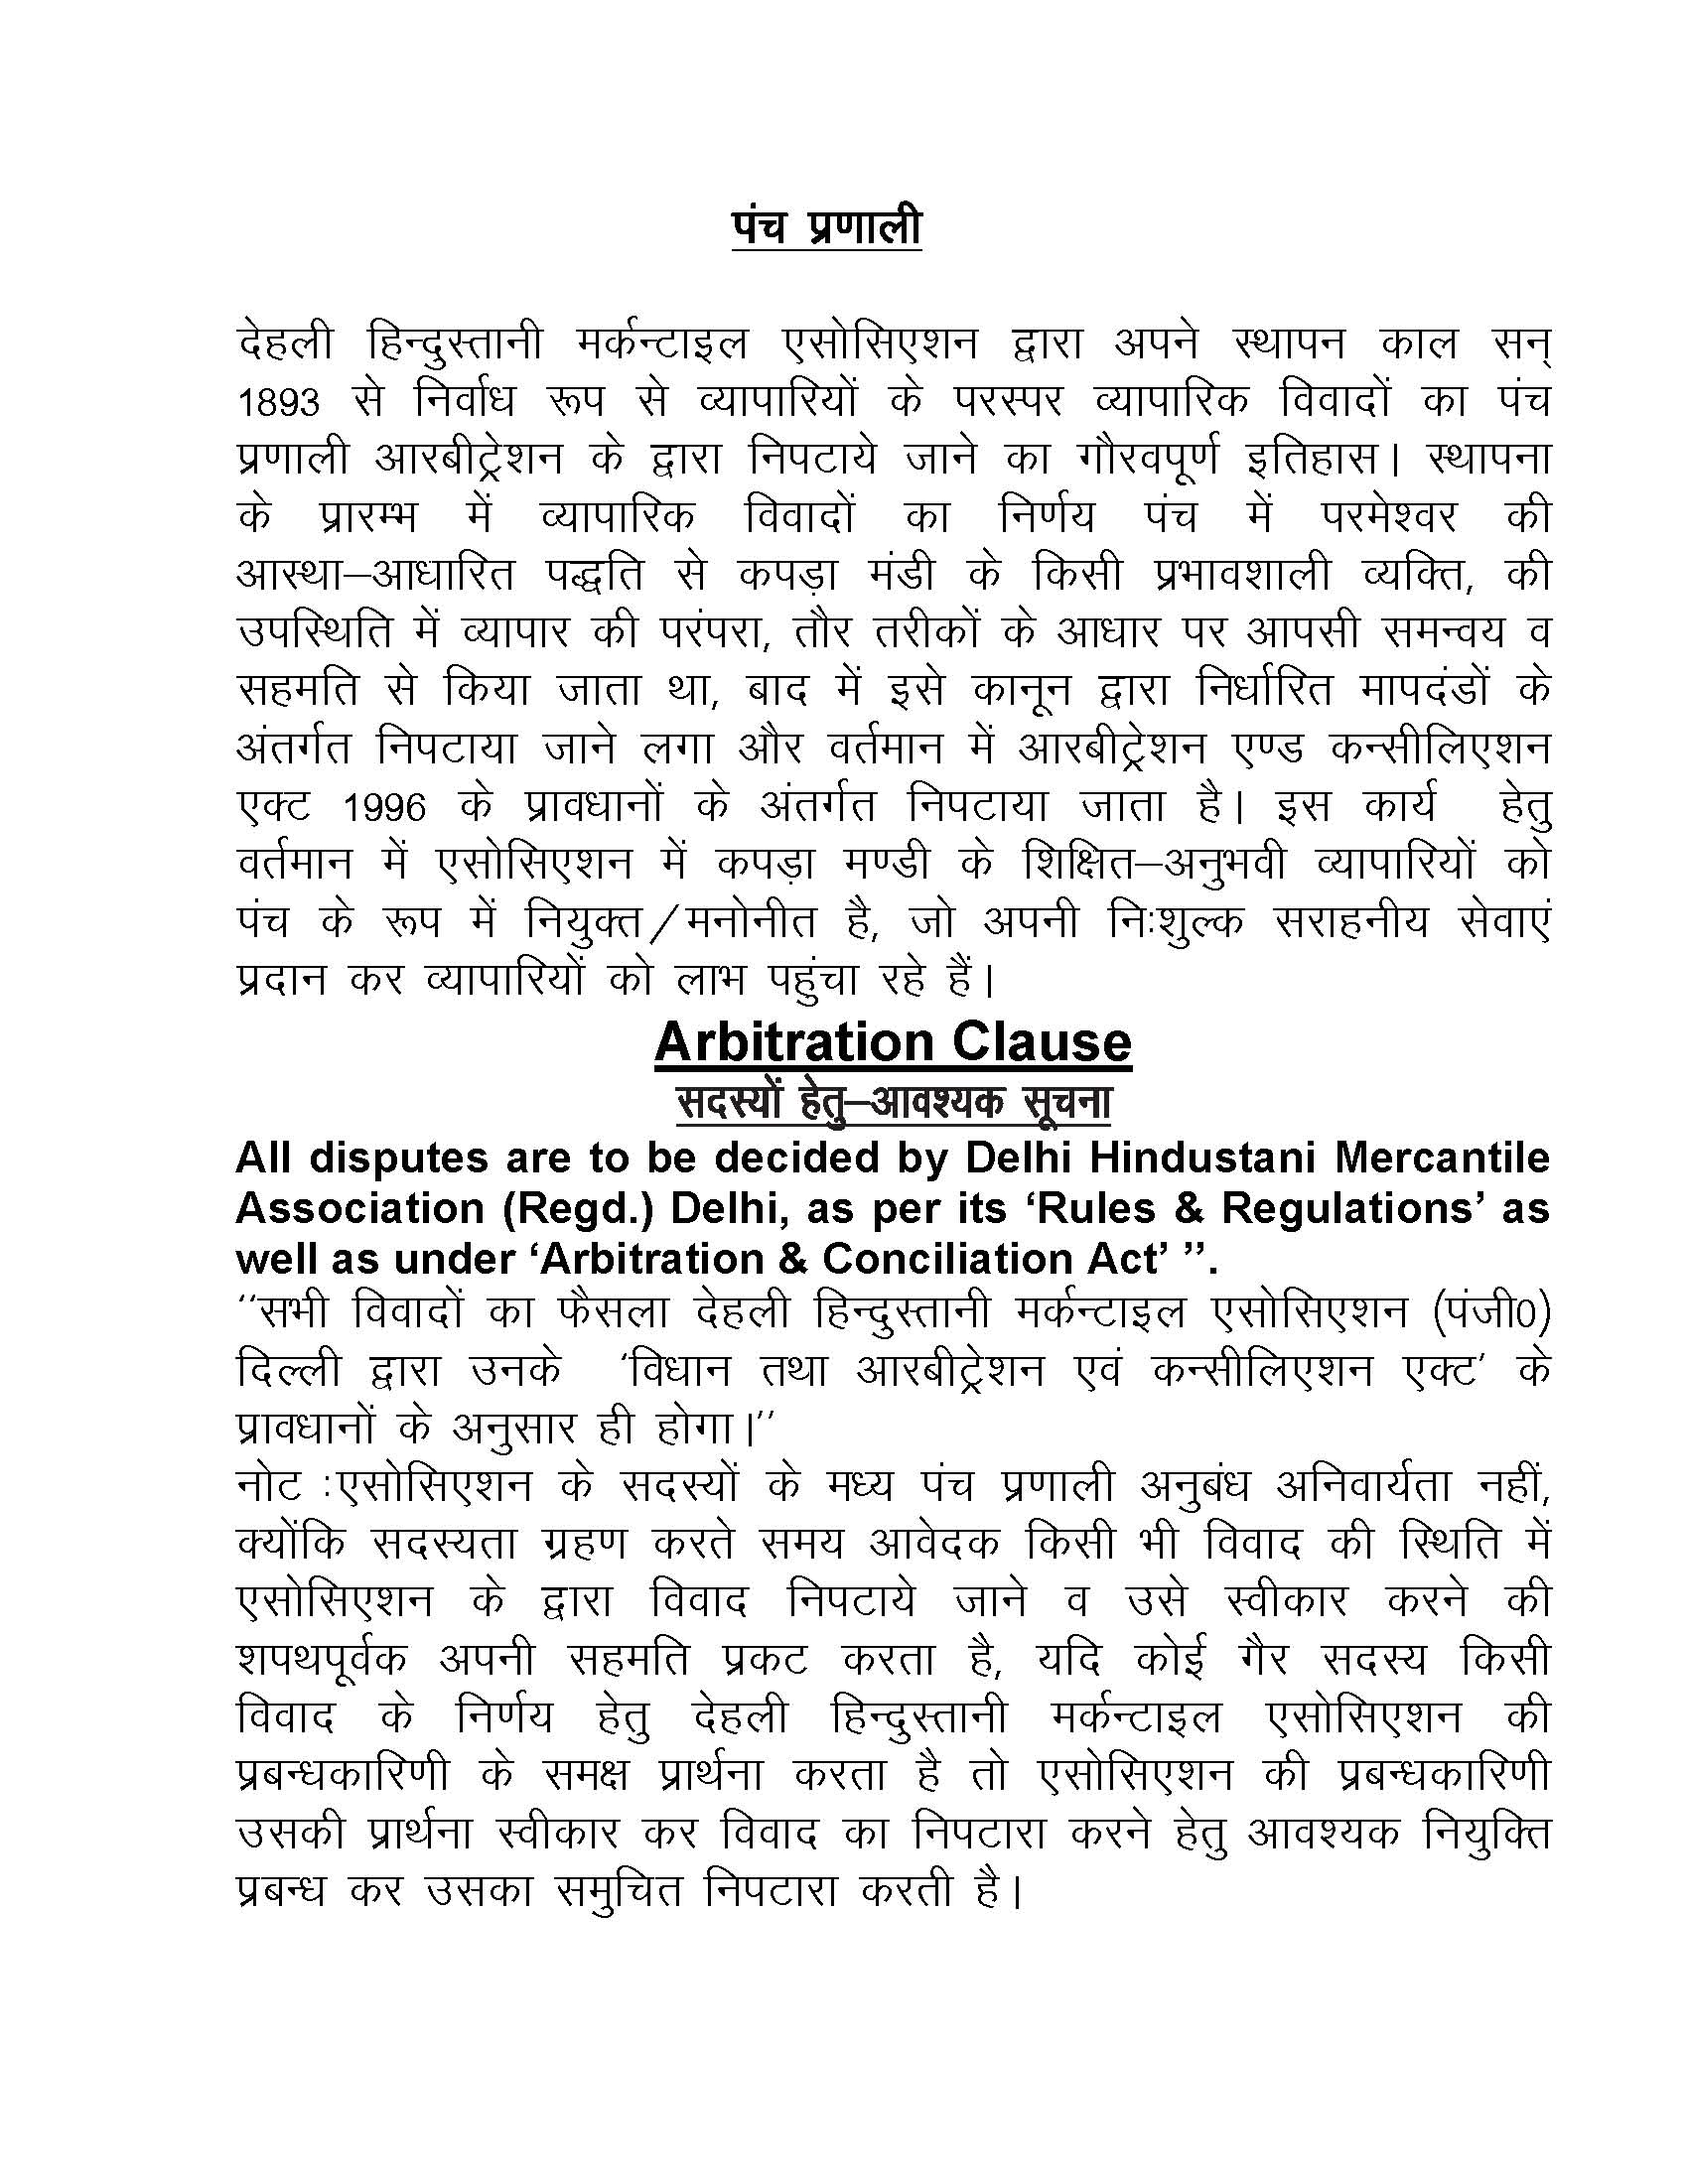 पंच प्रणाली
देहली हिन्दुस्तानी मर्कन्टाइल एसोसिएशन द्वारा अपने स्थापन काल सन्
1893 से निर्वाध रूप से व्यापारियों के परस्पर व्यापारिक विवादों का पंच
प्रणाली आरबीट्रेशन के द्वारा निपटाये जाने का गौरवपूर्ण इतिहास। स्थापना
के प्रारम्भ में व्यापारिक विवादों का निर्णय पंच में परमेश्वर की
आस्था–आधारित पद्धति से कपड़ा मंडी के किसी प्रभावशाली व्यक्ति, की
उपस्थिति में व्यापार की परंपरा, तौर तरीकों के आधार पर आपसी समन्वय व
सहमति से किया जाता था, बाद में इसे कानून द्वारा निर्धारित मापदंडों के
अंतर्गत निपटाया जाने लगा और वर्तमान में आरबीट्रेशन एण्ड कन्सीलिएशन
एक्ट 1996 के प्रावधानों के अंतर्गत निपटाया जाता है। इस कार्य हेतु
वर्तमान में एसोसिएशन में कपड़ा मण्डी के शिक्षित–अनुभवी व्यापारियों को
पंच के रूप में नियुक्त/मनोनीत है, जो अपनी निःशुल्क सराहनीय सेवाएं
प्रदान कर व्यापारियों को लाभ पहुंचा रहे हैं।
Arbitration Clause
सदस्यों हेतु–आवश्यक सूचना
All disputes are to be decided by Delhi Hindustani Mercantile
Association (Regd.) Delhi, as per its ‘Rules & Regulations’ as
well as under ‘Arbitration & Conciliation Act’ ”.
‘‘सभी विवादों का फैसला देहली हिन्दुस्तानी मर्कन्टाइल एसोसिएशन (पंजी0)
दिल्ली द्वारा उनके ‘विधान तथा आरबीट्रेशन एवं कन्सीलिएशन एक्ट’ के
प्रावधानों के अनुसार ही होगा।’’
नोट :एसोसिएशन के सदस्यों के मध्य पंच प्रणाली अनुबंध अनिवार्यता नहीं,
क्योंकि सदस्यता ग्रहण करते समय आवेदक किसी भी विवाद की स्थिति में
एसोसिएशन के द्वारा विवाद निपटाये जाने व उसे स्वीकार करने की
शपथपूर्वक अपनी सहमति प्रकट करता है, यदि कोई गैर सदस्य किसी
विवाद के निर्णय हेतु देहली हिन्दुस्तानी मर्कन्टाइल एसोसिएशन की
प्रबन्धकारिणी के समक्ष प्रार्थना करता है तो एसोसिएशन की प्रबन्धकारिणी
उसकी प्रार्थना स्वीकार कर विवाद का निपटारा करने हेतु आवश्यक नियुक्ति
प्रबन्ध कर उसका समुचित निपटारा करती है।